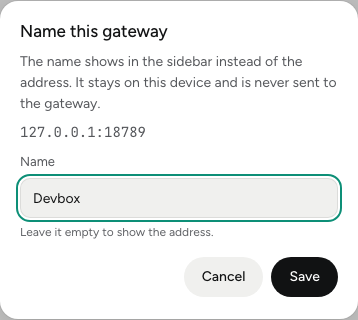 Name this gateway
The name shows in the sidebar instead of the
address. It stays on this device and is never sent to
the gateway.
127.0.0.1:18789
Name
Devbox
Leave it empty to show the address.
Cancel
Save